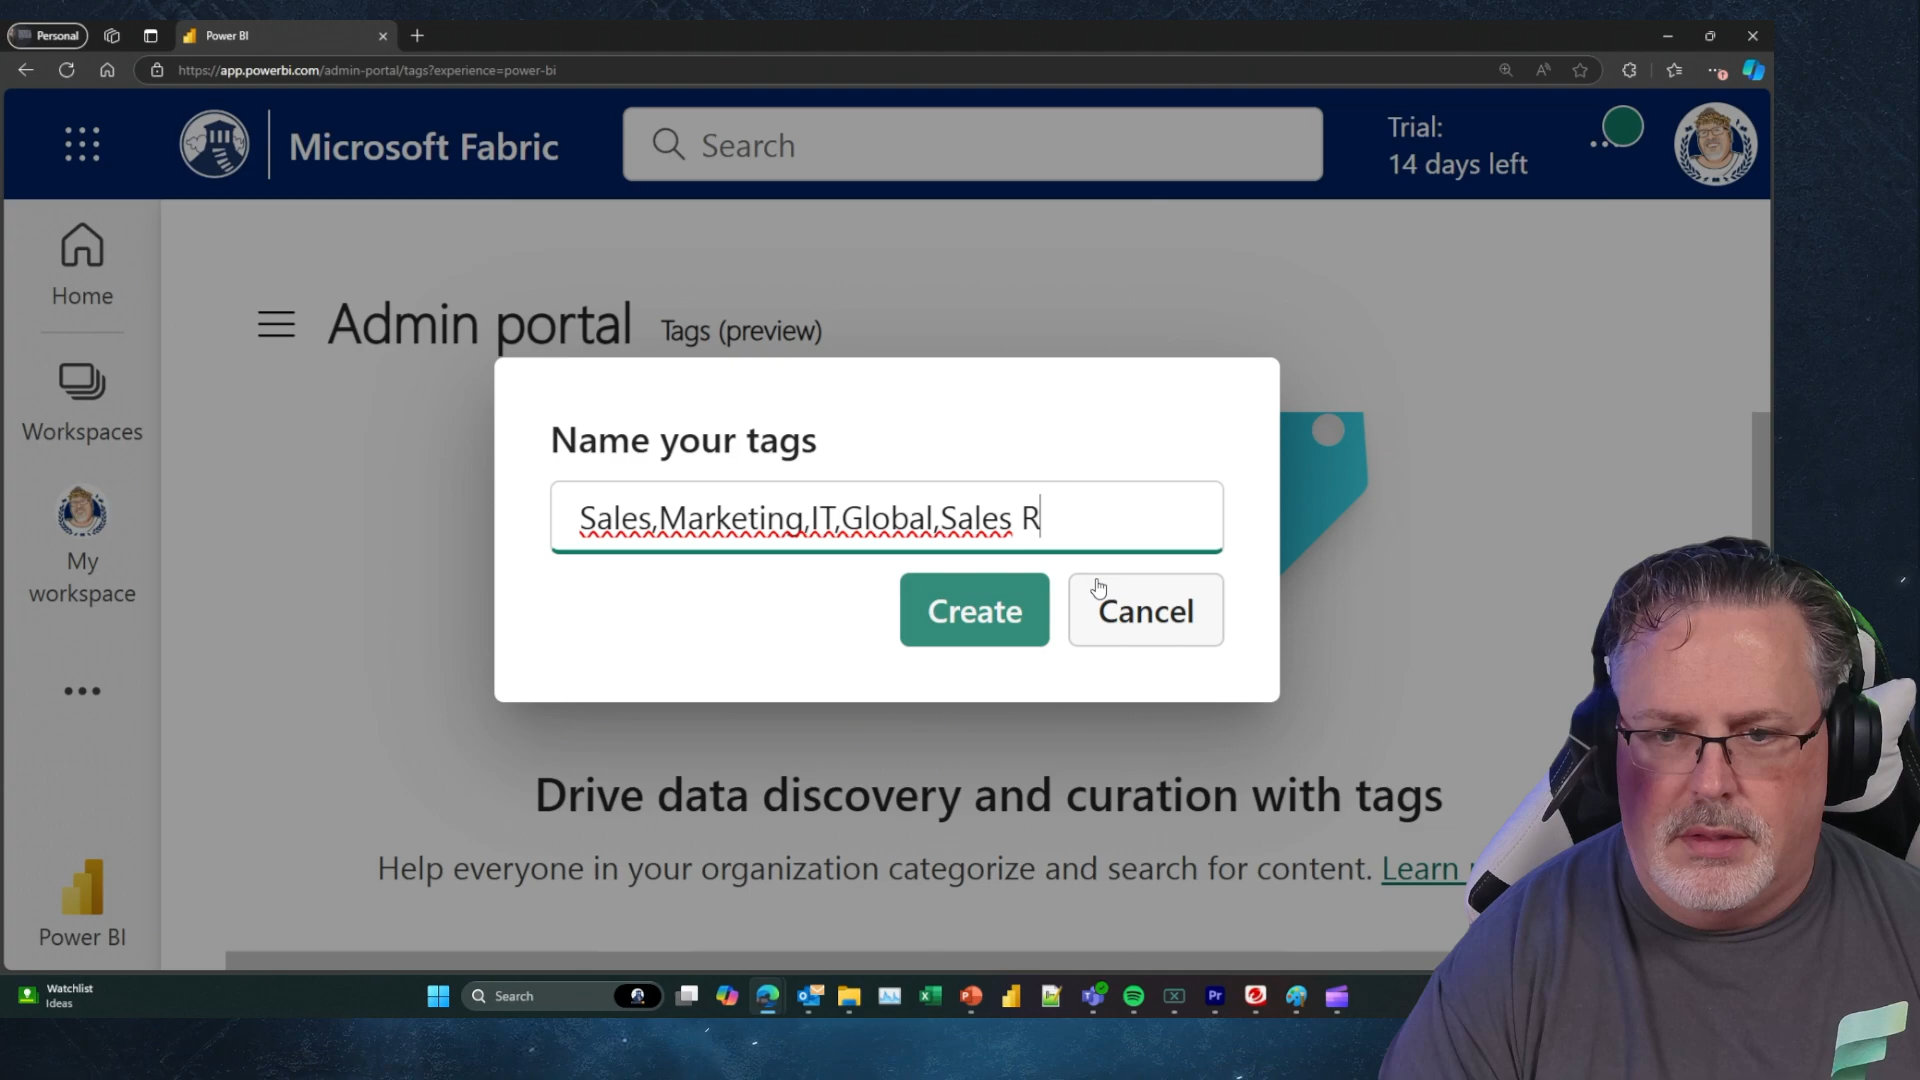 Personal
Power BI
https://app.powerbi.com/admin-portal/tags?experience=power-bi
Microsoft Fabric
Search
Trial:
14 days left
Home
Workspaces
My
workspace
Power BI
Admin portal
Tags (preview)
Name your tags
Sales,Marketing,IT,Global,Sales R
Create
Cancel
Drive data discovery and curation with tags
Help everyone in your organization categorize and search for content. Learn
Watchlist
Ideas
Search